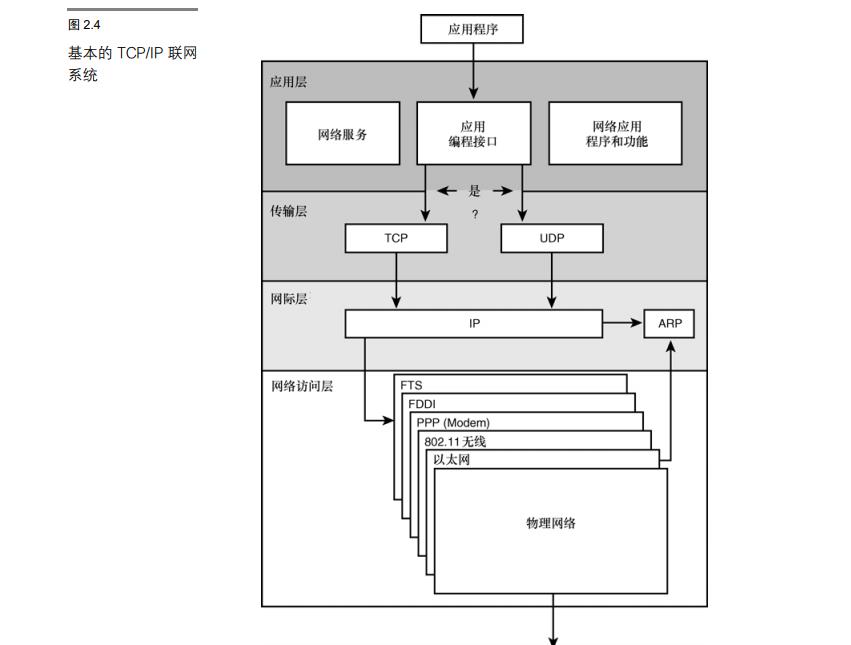 图 2.4
基本的 TCP/IP 联网
系统
应用程序
应用层
网络服务
应用
编程接口
网络应用
程序和功能
是
?
传输层
TCP
UDP
网际层
IP
ARP
网络访问层
FTS
FDDI
PPP (Modem)
802.11 无线
以太网
物理网络